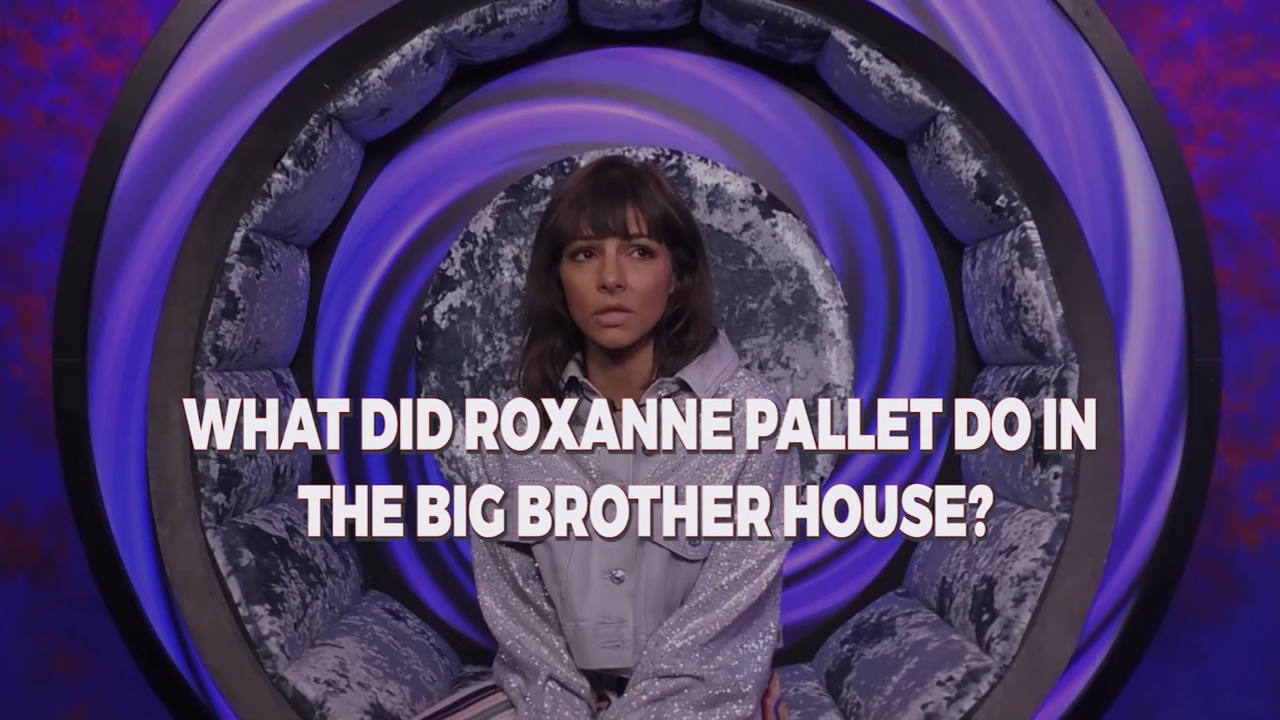 WHAT DID ROXANNE PALLET DO IN
THE BIG BROTHER HOUSE?